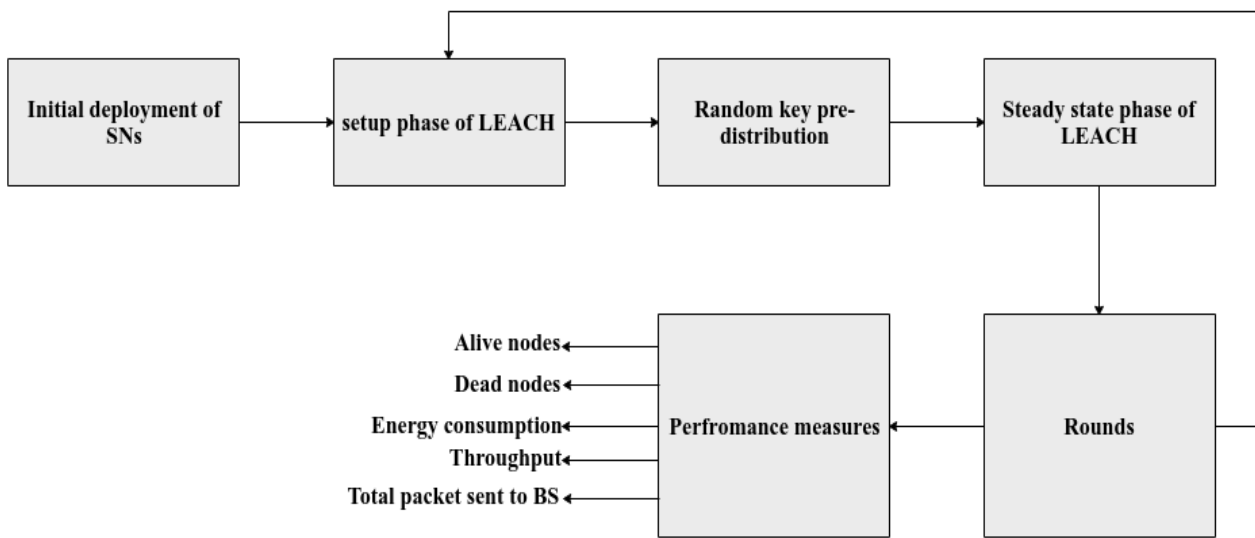 Initial deployment of
SNs
setup phase of LEACH
Random key pre-
distribution
Steady state phase of
LEACH
Alive nodes
Dead nodes
Energy consumption
Throughput
Total packet sent to BS
Perfromance measures
Rounds